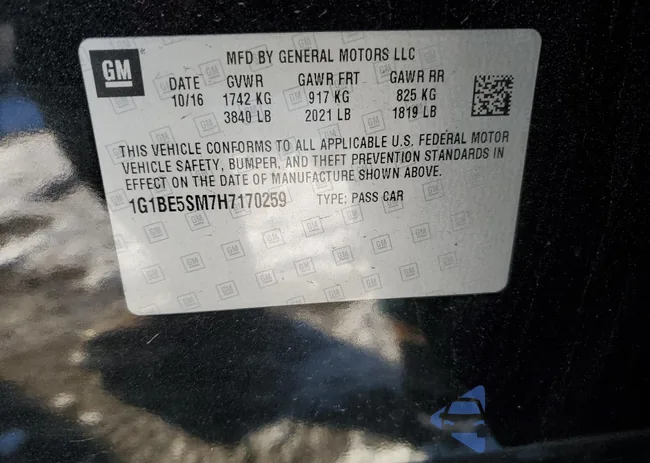 GM
MFD BY GENERAL MOTORS LLC
DATE GVWR GAWR FRT GAWR RR
10/16 1742 KG 917 KG 825 KG
3840 LB 2021 LB 1819 LB
THIS VEHICLE CONFORMS TO ALL APPLICABLE U.S. FEDERAL MOTOR
VEHICLE SAFETY, BUMPER, AND THEFT PREVENTION STANDARDS IN
EFFECT ON THE DATE OF MANUFACTURE SHOWN ABOVE.
1G1BE5SM7H7170259 TYPE: PASS CAR